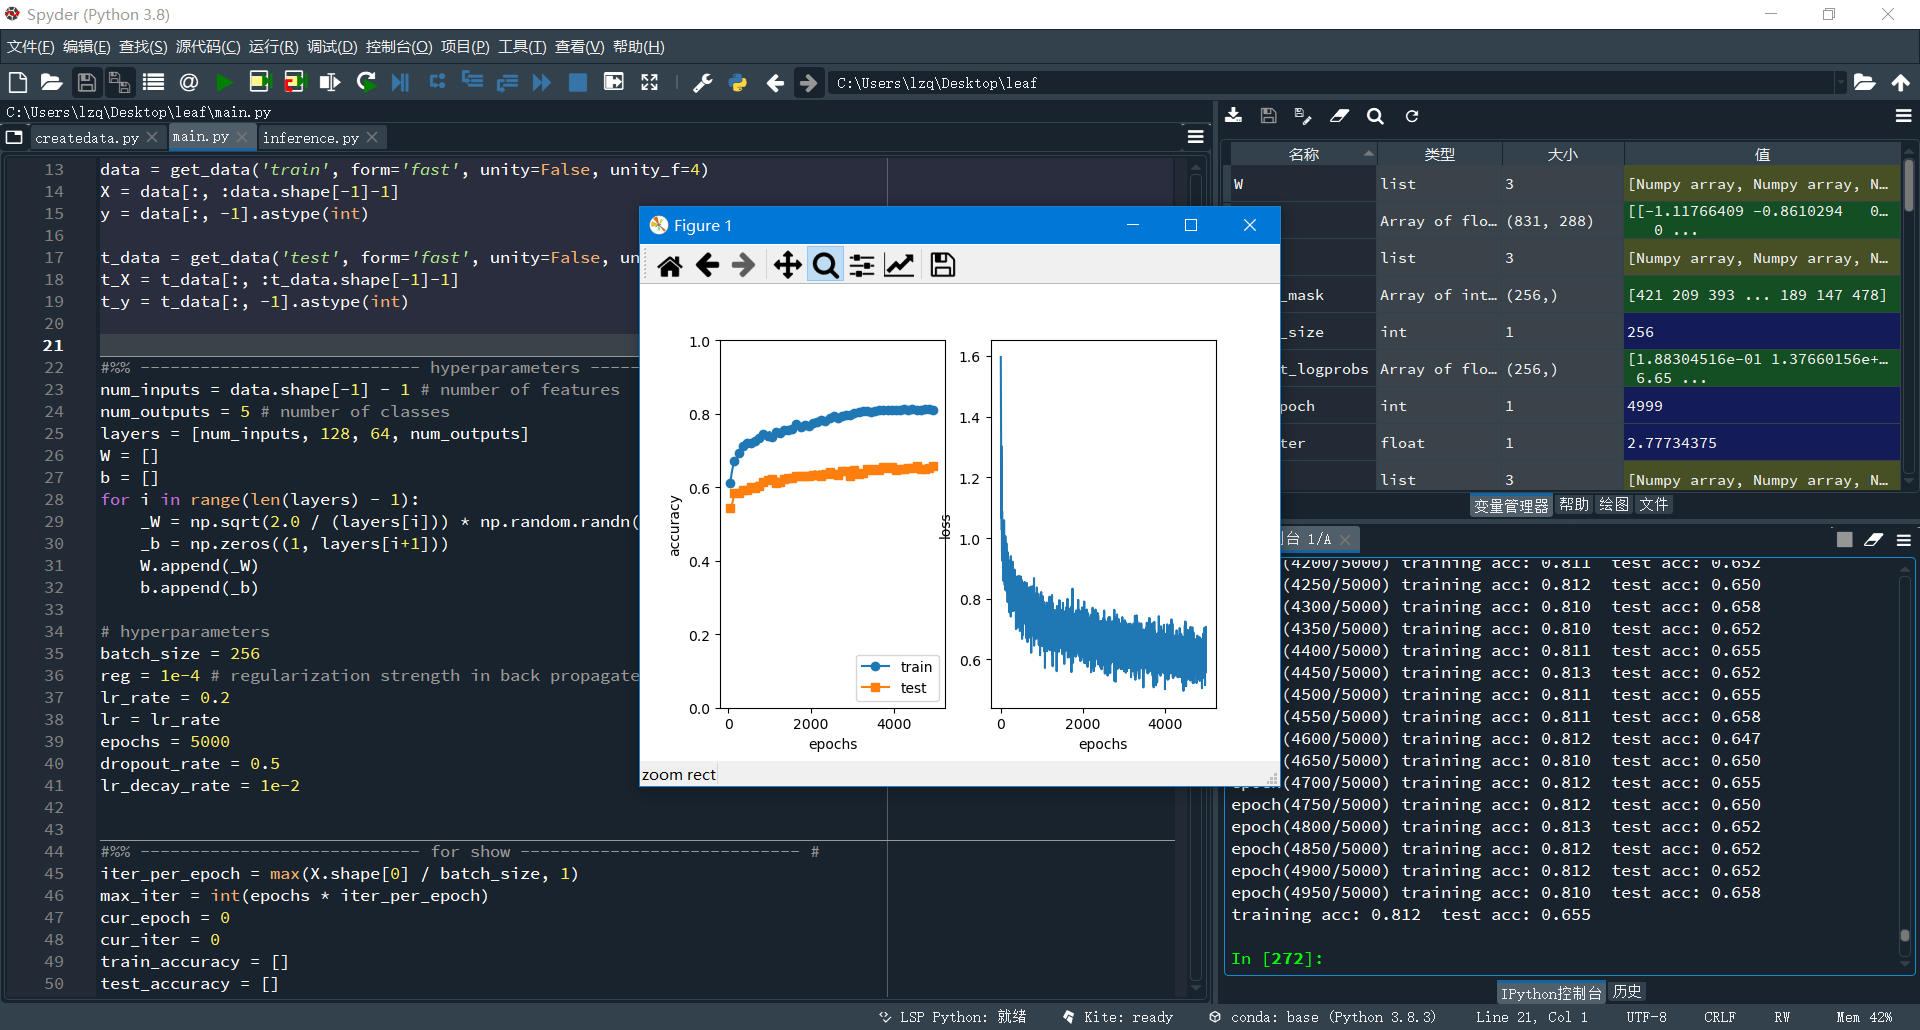 Spyder (Python 3.8)
文件(F) 编辑(E) 查找(S) 源代码(C) 运行(R) 调试(D) 控制台(O) 项目(P) 工具(T) 查看(V) 帮助(H)
C:\Users\lzq\Desktop\leaf
C:\Users\lzq\Desktop\leaf\main.py
createdata.py main.py inference.py
13 data = get_data('train', form='fast', unity=False, unity_f=4)
14 X = data[:, :data.shape[-1]-1]
15 y = data[:, -1].astype(int)
16
17 t_data = get_data('test', form='fast', unity=False, un
18 t_X = t_data[:, :t_data.shape[-1]-1]
19 t_y = t_data[:, -1].astype(int)
20
21
22 #%% ---------------------------- hyperparameters -----
23 num_inputs = data.shape[-1] - 1 # number of features
24 num_outputs = 5 # number of classes
25 layers = [num_inputs, 128, 64, num_outputs]
26 W = []
27 b = []
28 for i in range(len(layers) - 1):
29     _W = np.sqrt(2.0 / (layers[i])) * np.random.randn(
30     _b = np.zeros((1, layers[i+1]))
31     W.append(_W)
32     b.append(_b)
33
34 # hyperparameters
35 batch_size = 256
36 reg = 1e-4 # regularization strength in back propagate
37 lr_rate = 0.2
38 lr = lr_rate
39 epochs = 5000
40 dropout_rate = 0.5
41 lr_decay_rate = 1e-2
42
43
44 #%% ---------------------------- for show ---------------------------- #
45 iter_per_epoch = max(X.shape[0] / batch_size, 1)
46 max_iter = int(epochs * iter_per_epoch)
47 cur_epoch = 0
48 cur_iter = 0
49 train_accuracy = []
50 test_accuracy = []
Figure 1
1.0
0.8
0.6
0.4
0.2
0.0
accuracy
0 2000 4000
epochs
train
test
1.6
1.4
1.2
1.0
0.8
0.6
loss
0 2000 4000
epochs
zoom rect
名称 类型 大小 值
W list 3 [Numpy array, Numpy array, N…
Array of flo… (831, 288) [[-1.11766409 -0.8610294 0…
0 ...
list 3 [Numpy array, Numpy array, N…
_mask Array of int… (256,) [421 209 393 ... 189 147 478]
_size int 1 256
t_logprobs Array of flo… (256,) [1.88304516e-01 1.37660156e+…
6.65 ...
poch int 1 4999
ter float 1 2.77734375
list 3 [Numpy array, Numpy array, N…
变量管理器 帮助 绘图 文件
台 1/A
(4200/5000) training acc: 0.811 test acc: 0.652
(4250/5000) training acc: 0.812 test acc: 0.650
(4300/5000) training acc: 0.810 test acc: 0.658
(4350/5000) training acc: 0.810 test acc: 0.652
(4400/5000) training acc: 0.811 test acc: 0.655
(4450/5000) training acc: 0.813 test acc: 0.652
(4500/5000) training acc: 0.811 test acc: 0.655
(4550/5000) training acc: 0.811 test acc: 0.658
(4600/5000) training acc: 0.812 test acc: 0.647
(4650/5000) training acc: 0.810 test acc: 0.650
epoch(4700/5000) training acc: 0.812 test acc: 0.655
epoch(4750/5000) training acc: 0.812 test acc: 0.650
epoch(4800/5000) training acc: 0.813 test acc: 0.652
epoch(4850/5000) training acc: 0.812 test acc: 0.652
epoch(4900/5000) training acc: 0.812 test acc: 0.652
epoch(4950/5000) training acc: 0.810 test acc: 0.658
training acc: 0.812 test acc: 0.655
In [272]:
IPython控制台 历史
LSP Python: 就绪 Kite: ready conda: base (Python 3.8.3) Line 21, Col 1 UTF-8 CRLF RW Mem 42%